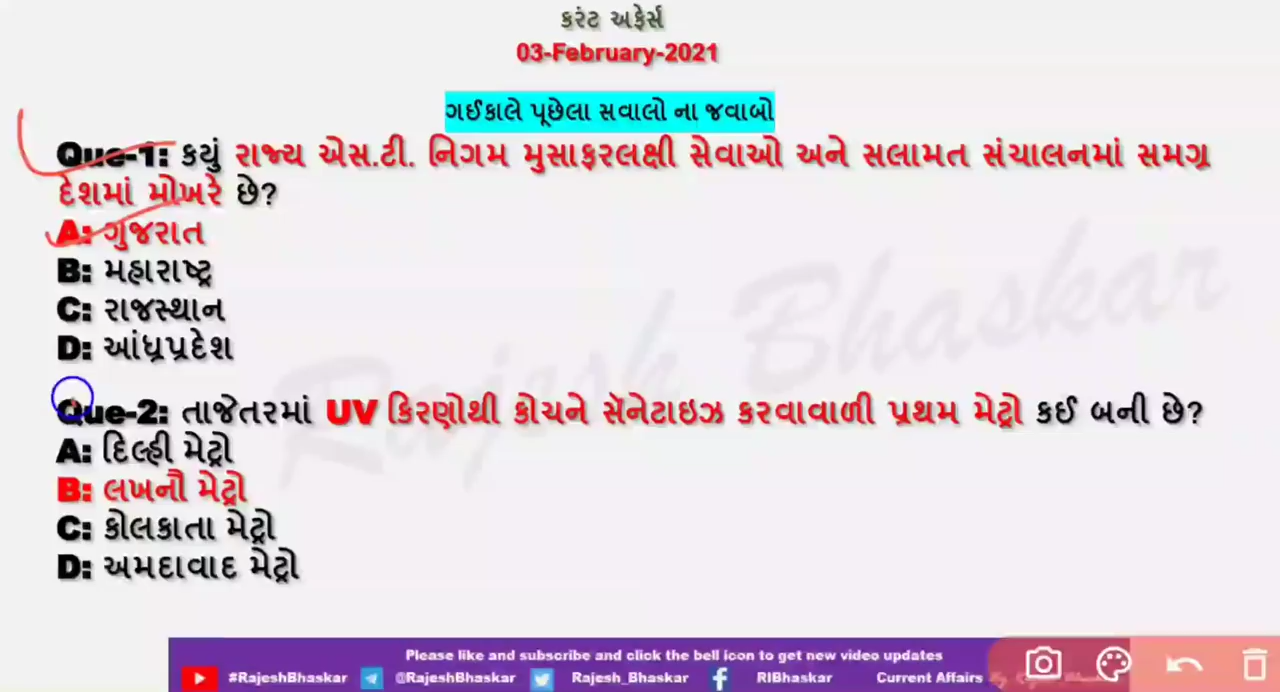 કરંટ અફેર્સ
03-February-2021
ગઈકાલે પૂછેલા સવાલો ના જવાબો
Que-1: કયું રાજ્ય એસ.ટી. નિગમ મુસાફરલક્ષી સેવાઓ અને સલામત સંચાલનમાં સમગ્ર
દેશમાં મોખરે છે?
A: ગુજરાત
B: મહારાષ્ટ્ર
C: રાજસ્થાન
D: આંધ્રપ્રદેશ
Rajesh Bhaskar
Que-2: તાજેતરમાં UV કિરણોથી કોચને સૅનેટાઇઝ કરવાવાળી પ્રથમ મેટ્રો કઈ બની છે?
A: દિલ્હી મેટ્રો
B: લખનૌ મેટ્રો
C: કોલકાતા મેટ્રો
D: અમદાવાદ મેટ્રો
Please like and subscribe and click the bell icon to get new video updates
#RajeshBhaskar @RajeshBhaskar Rajesh_Bhaskar RIBhaskar Current Affairs By